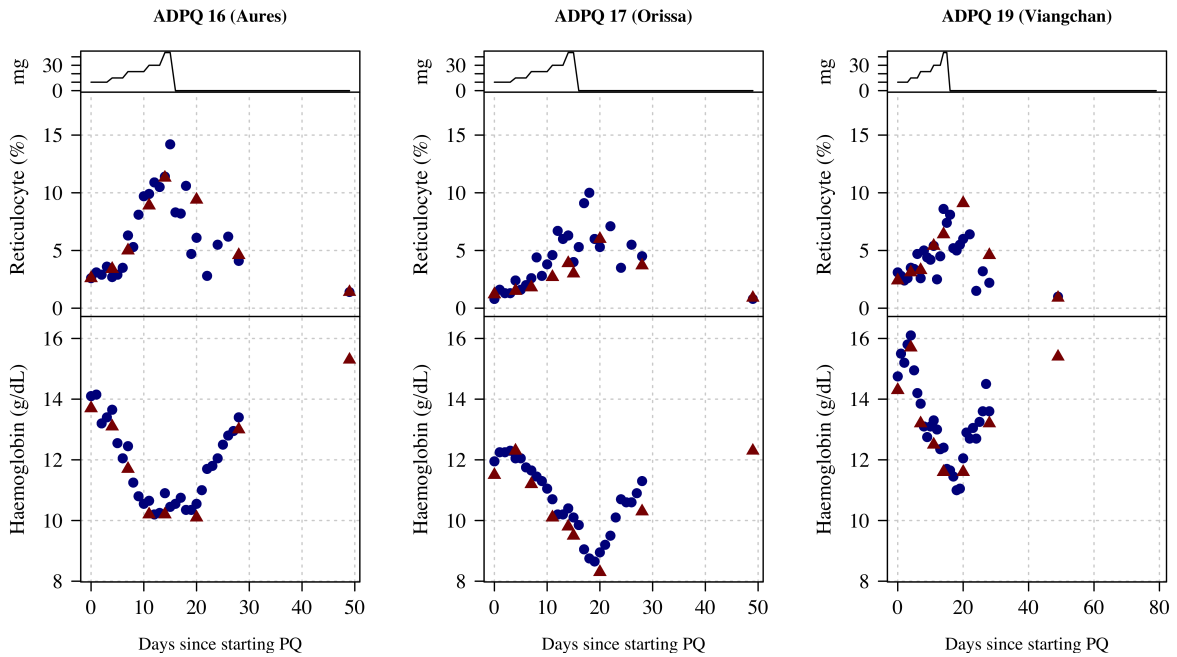 ADPQ 16 (Aures) ADPQ 17 (Orissa) ADPQ 19 (Viangchan)
mg 30 0 mg 30 0 mg 30 0
Reticulocyte (%) 15 10 5 0 Reticulocyte (%) 15 10 5 0 Reticulocyte (%) 15 10 5 0
Haemoglobin (g/dL) 16 14 12 10 8 Haemoglobin (g/dL) 16 14 12 10 8 Haemoglobin (g/dL) 16 14 12 10 8
0 10 20 30 40 50 0 10 20 30 40 50 0 20 40 60 80
Days since starting PQ Days since starting PQ Days since starting PQ